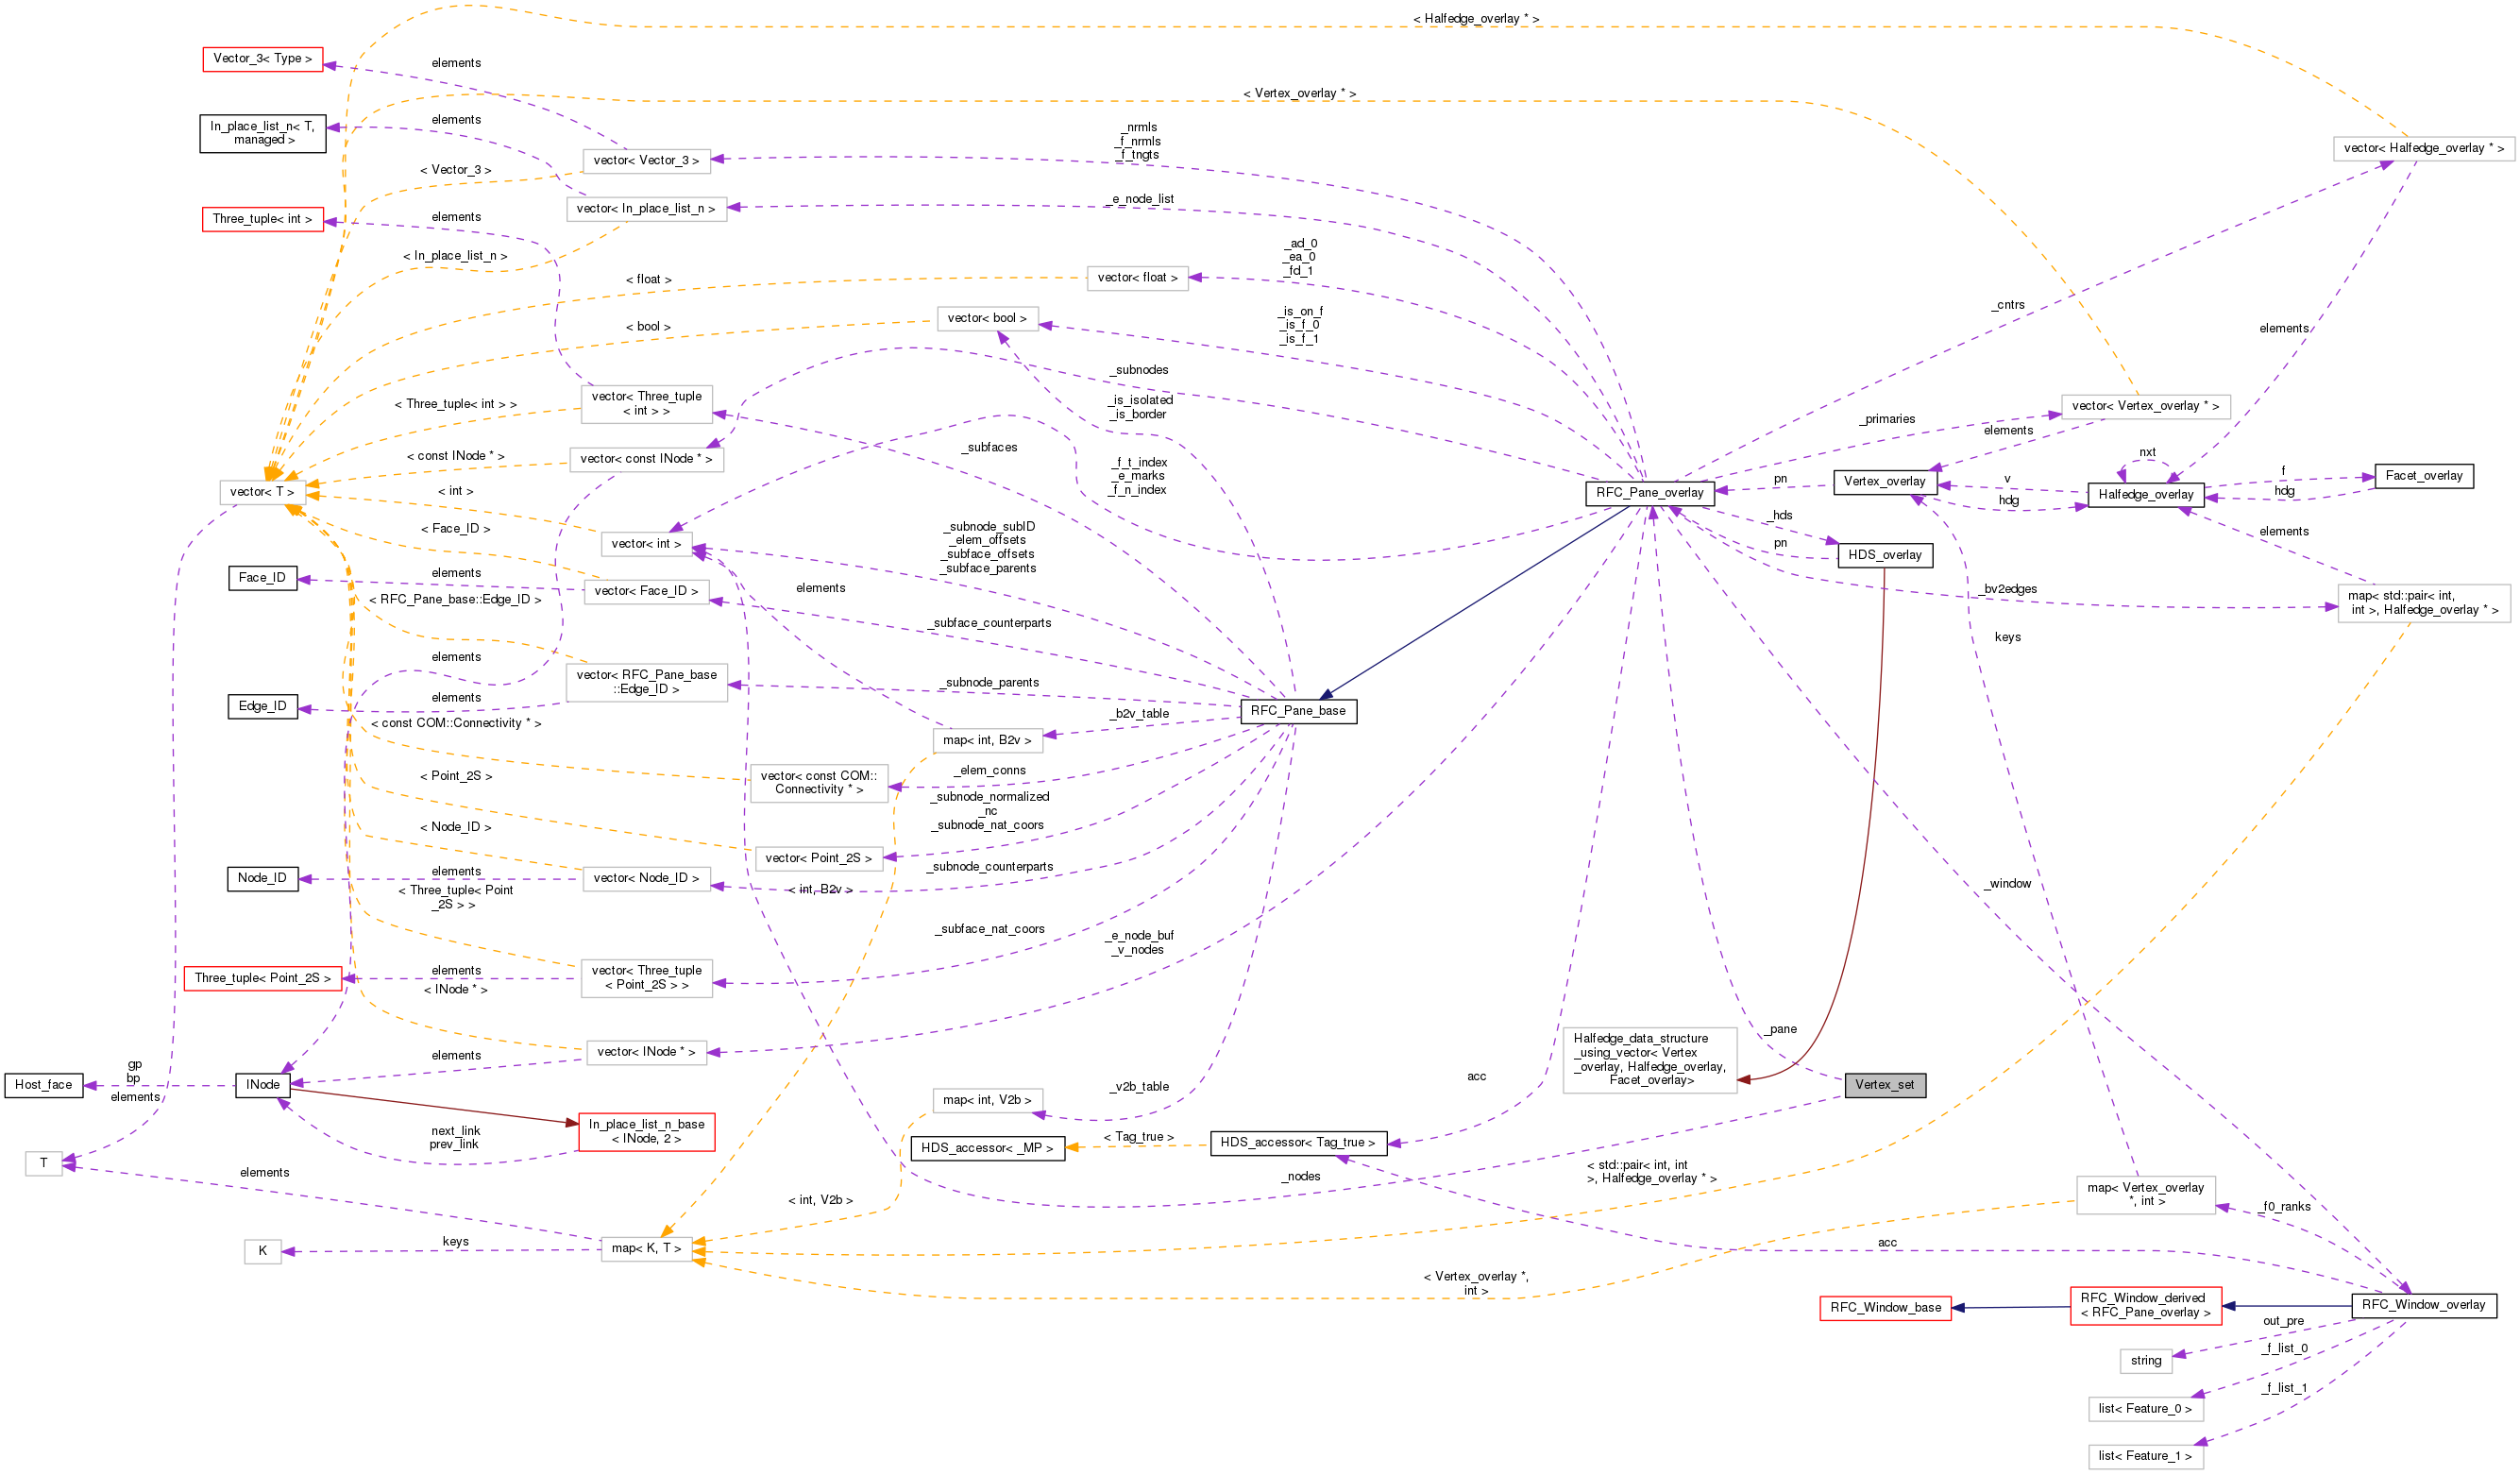 < Halfedge_overlay * >
Vector_3< Type >
elements
< Vertex_overlay * >
In_place_list_n< T,
managed >
elements
_nrmls
_f_nrmls
_f_tngts
vector< Vector_3 >
vector< Halfedge_overlay * >
< Vector_3 >
Three_tuple< int >
elements
vector< In_place_list_n >
_e_node_list
< In_place_list_n >
_ad_0
_ea_0
_fd_1
< float >
vector< float >
_cntrs
elements
< bool >
vector< bool >
_is_on_f
_is_f_0
_is_f_1
_subnodes
vector< Three_tuple
< int > >
< Three_tuple< int > >
_is_isolated
_is_border
_primaries
vector< Vertex_overlay * >
elements
< const INode * >
vector< const INode * >
_subfaces
nxt
_f_t_index
_e_marks
_f_n_index
vector< T >
< int >
RFC_Pane_overlay
pn
Vertex_overlay
v
hdg
Halfedge_overlay
f
hdg
Facet_overlay
< Face_ID >
vector< int >
_subnode_subID
_elem_offsets
_subface_offsets
_subface_parents
_hds
pn
HDS_overlay
elements
Face_ID
elements
vector< Face_ID >
elements
_bv2edges
map< std::pair< int,
int >, Halfedge_overlay * >
< RFC_Pane_base::Edge_ID >
_subface_counterparts
keys
elements
vector< RFC_Pane_base
::Edge_ID >
_subnode_parents
Edge_ID
elements
RFC_Pane_base
< const COM::Connectivity * >
_b2v_table
map< int, B2v >
< Point_2S >
vector< const COM::
Connectivity * >
_elem_conns
_subnode_normalized
_nc
_subnode_nat_coors
< Node_ID >
vector< Point_2S >
Node_ID
elements
vector< Node_ID >
_subnode_counterparts
< int, B2v >
_window
< Three_tuple< Point
_2S > >
_subface_nat_coors
_e_node_buf
_v_nodes
Three_tuple< Point_2S >
elements
vector< Three_tuple
< Point_2S > >
< INode * >
_pane
Halfedge_data_structure
_using_vector< Vertex
_overlay, Halfedge_overlay,
Facet_overlay>
elements
vector< INode * >
Host_face
gp
bp
INode
elements
_v2b_table
acc
Vertex_set
map< int, V2b >
In_place_list_n_base
< INode, 2 >
next_link
prev_link
HDS_accessor< _MP >
< Tag_true >
HDS_accessor< Tag_true >
T
elements
_nodes
< std::pair< int, int
>, Halfedge_overlay * >
map< Vertex_overlay
*, int >
< int, V2b >
_f0_ranks
K
keys
map< K, T >
acc
< Vertex_overlay *,
int >
RFC_Window_base
RFC_Window_derived
< RFC_Pane_overlay >
RFC_Window_overlay
out_pre
string
_f_list_0
list< Feature_0 >
_f_list_1
list< Feature_1 >